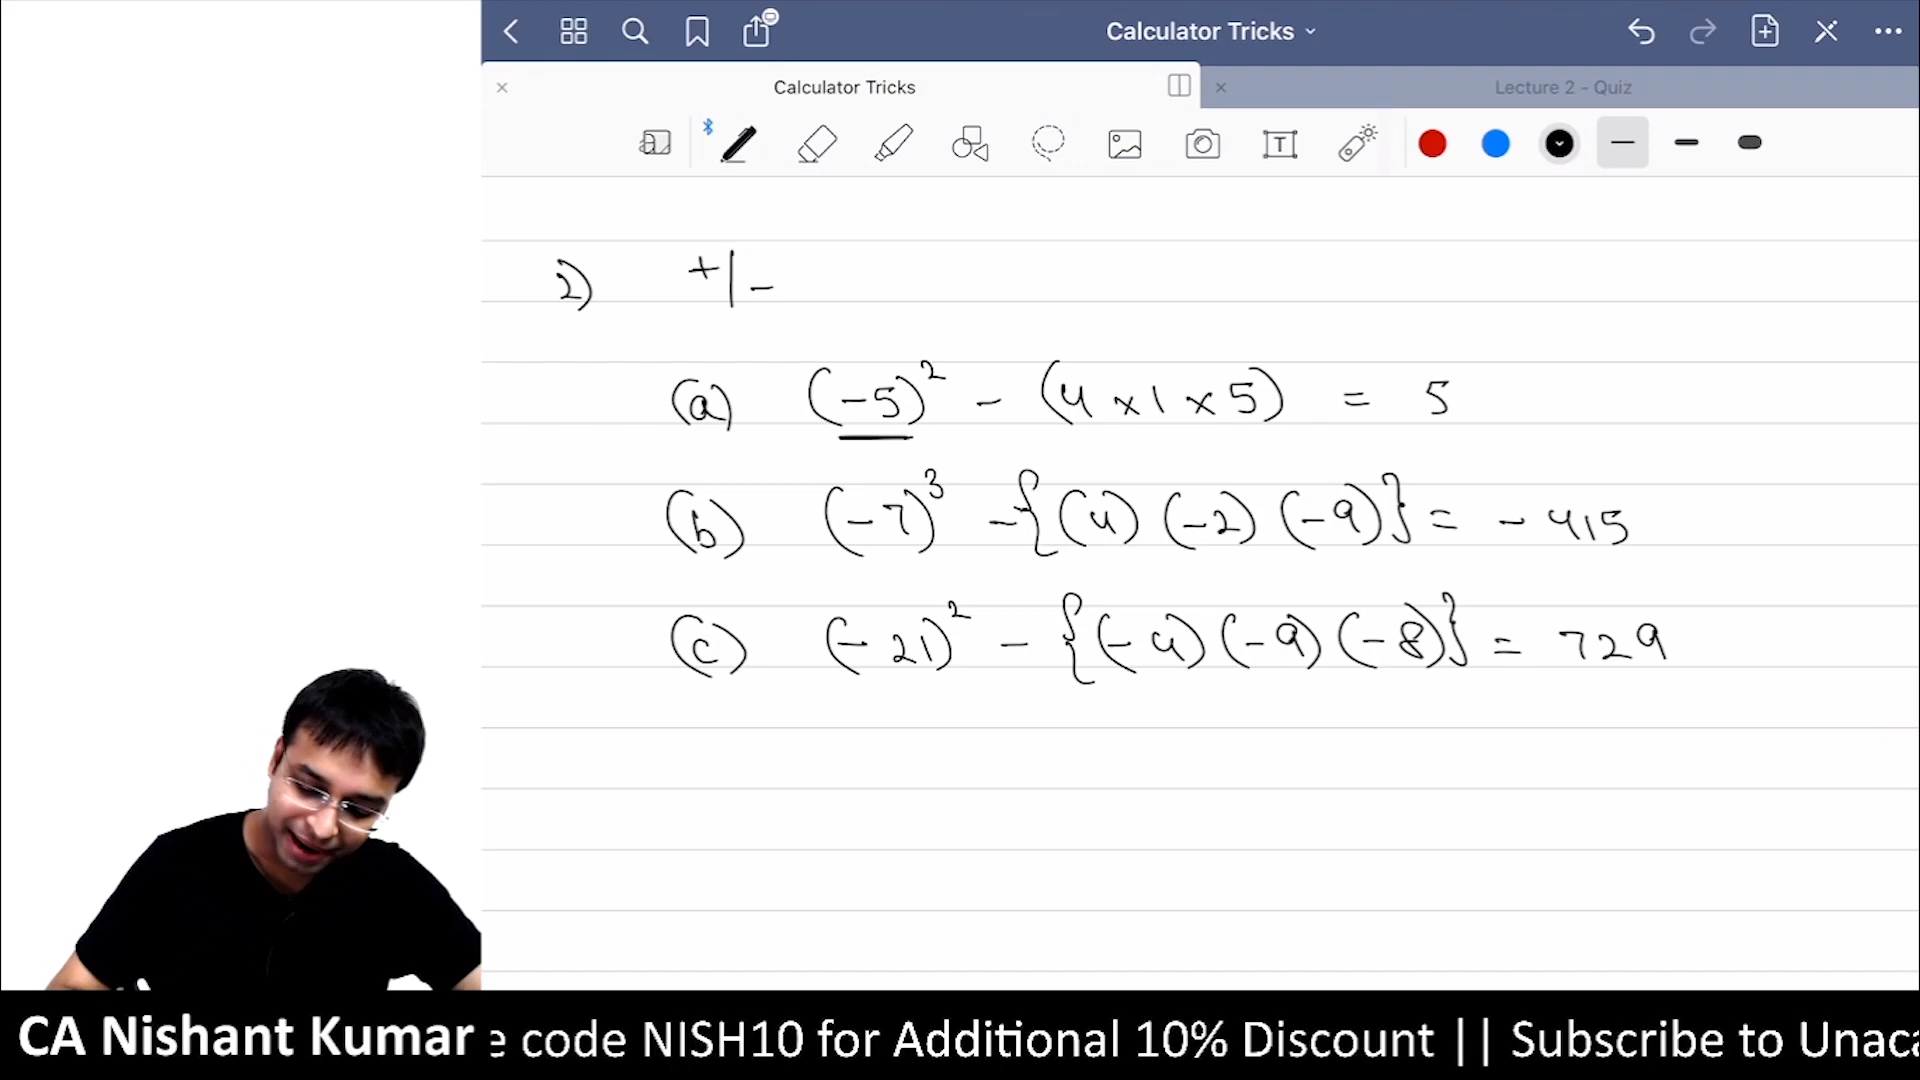 Calculator Tricks
Calculator Tricks
Lecture 2 - Quiz
2) +/-
(a) (-5)² - (4 x 1 x 5) = 5
(b) (-7)³ - {(4) (-2) (-9)} = - 415
(c) (-21)² - {(-4) (-9) (-8)} = 729
CA Nishant Kumar
e code NISH10 for Additional 10% Discount || Subscribe to Unaca